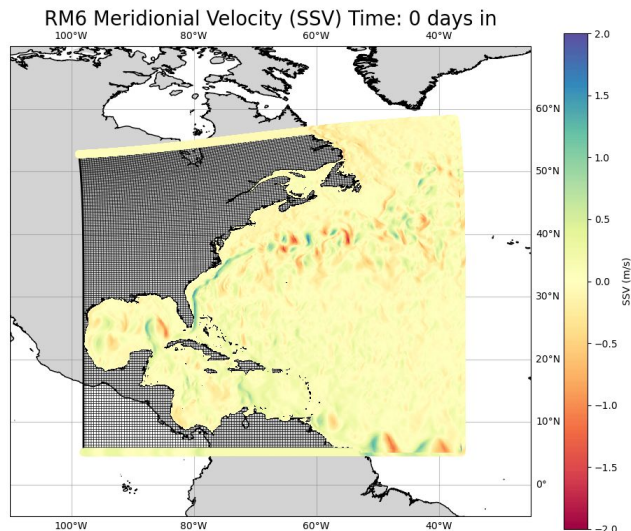 RM6 Meridionial Velocity (SSV) Time: 0 days in
100°W 80°W 60°W 40°W
2.0
1.5
1.0
0.5
0.0
−0.5
−1.0
−1.5
−2.0
SSV (m/s)
60°N
50°N
40°N
30°N
20°N
10°N
0°
100°W 80°W 60°W 40°W